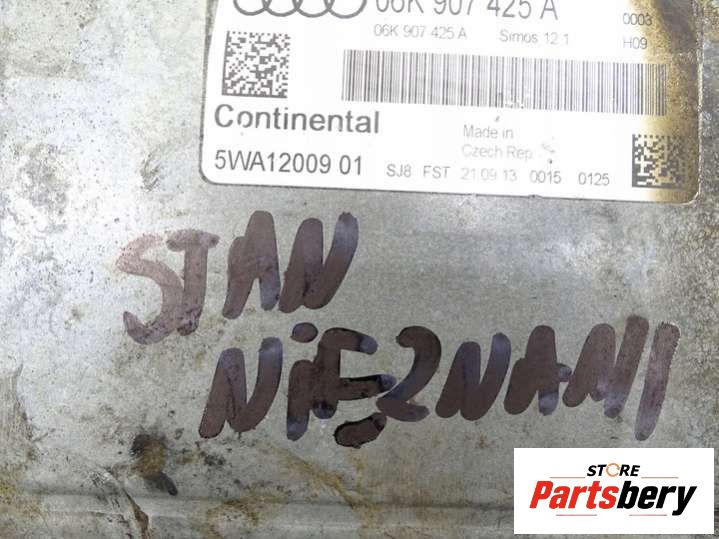 06K 907 425 A
0003
06K 907 425 A Simos 12.1 H09
Continental
Made in
Czech Rep.
5WA12009 01 SJ8 FST 21.09.13 0015 0125
STAN
NiEZNANI
STORE
Partsbery